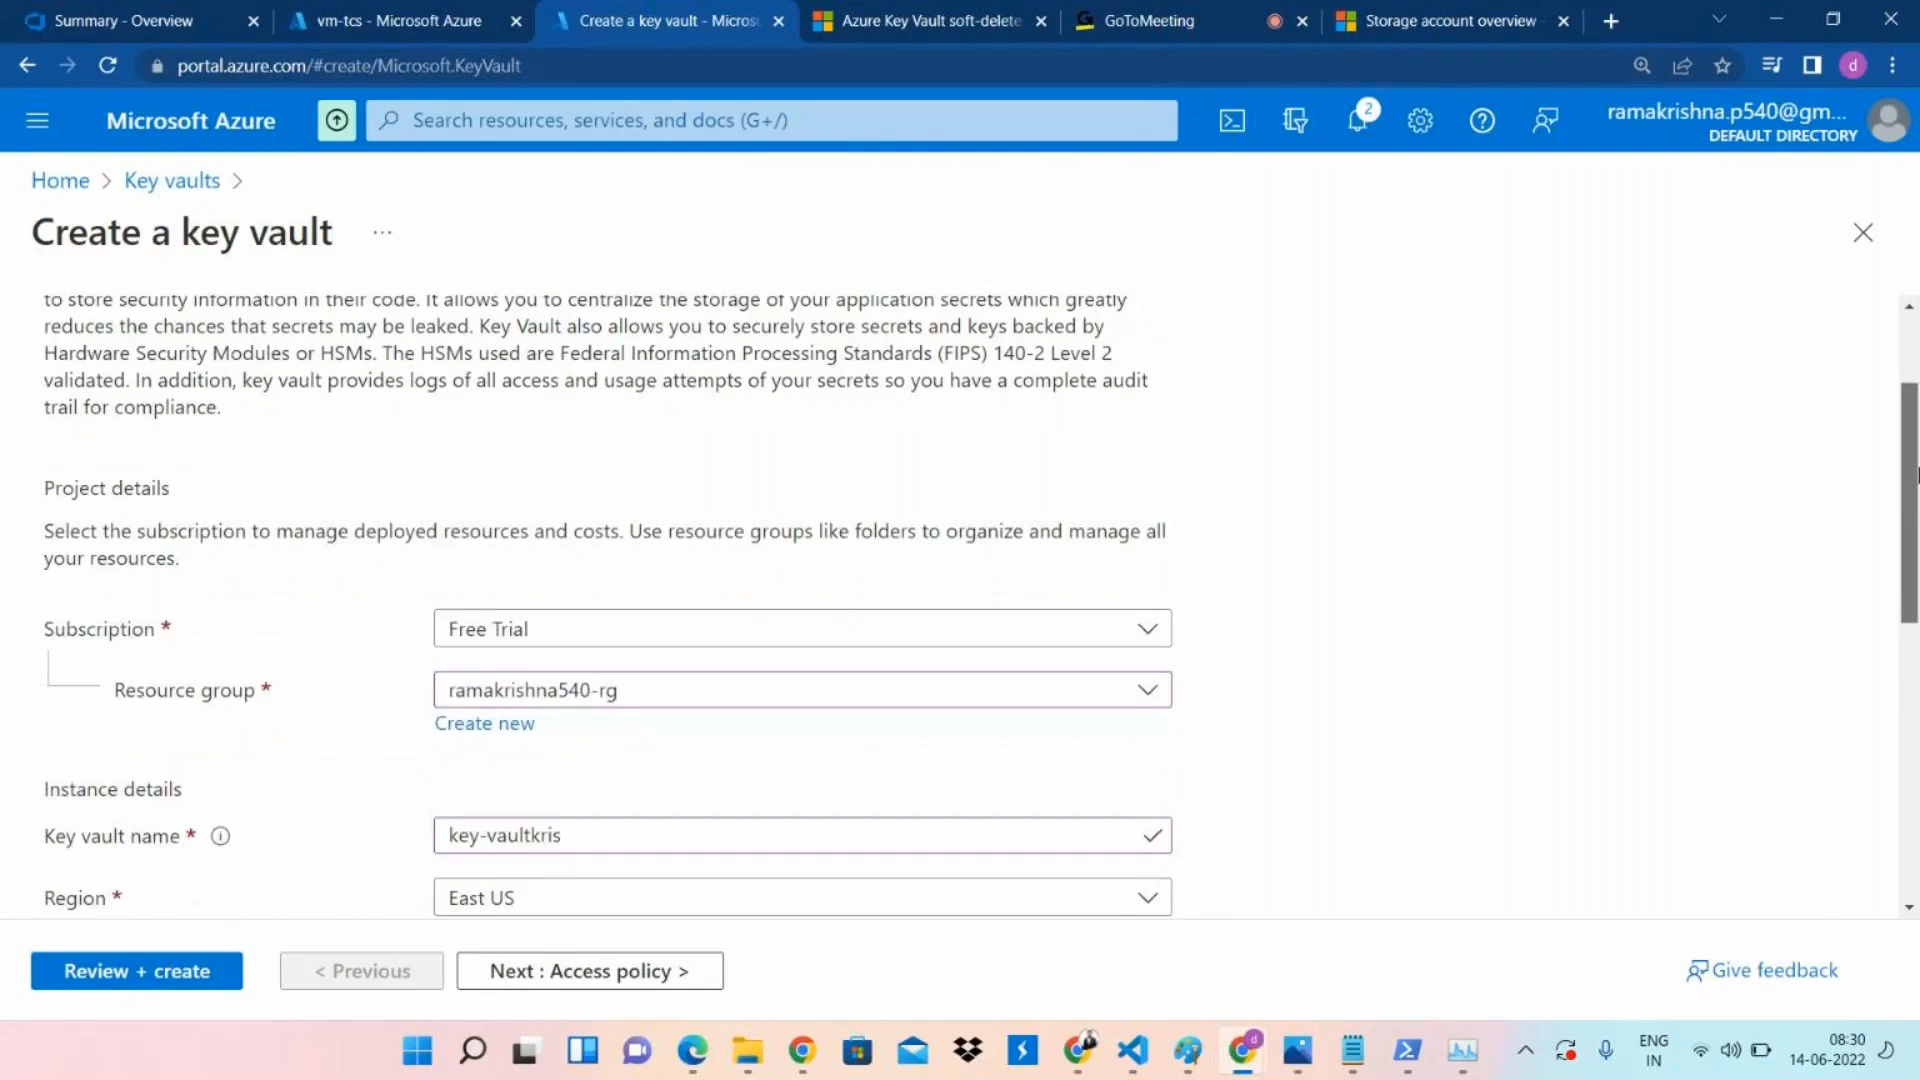 Summary - Overview
vm-tcs - Microsoft Azure
Create a key vault - Micros
Azure Key Vault soft-delete
GoToMeeting
Storage account overview
portal.azure.com/#create/Microsoft.KeyVault
d
Microsoft Azure
Search resources, services, and docs (G+/)
2
ramakrishna.p540@gm...
DEFAULT DIRECTORY
Home > Key vaults >
Create a key vault ...
to store security information in their code. It allows you to centralize the storage of your application secrets which greatly
reduces the chances that secrets may be leaked. Key Vault also allows you to securely store secrets and keys backed by
Hardware Security Modules or HSMs. The HSMs used are Federal Information Processing Standards (FIPS) 140-2 Level 2
validated. In addition, key vault provides logs of all access and usage attempts of your secrets so you have a complete audit
trail for compliance.
Project details
Select the subscription to manage deployed resources and costs. Use resource groups like folders to organize and manage all
your resources.
Subscription *
Free Trial
Resource group *
ramakrishna540-rg
Create new
Instance details
Key vault name *
key-vaultkris
Region *
East US
Review + create
< Previous
Next : Access policy >
Give feedback
d
ENG
IN
08:30
14-06-2022